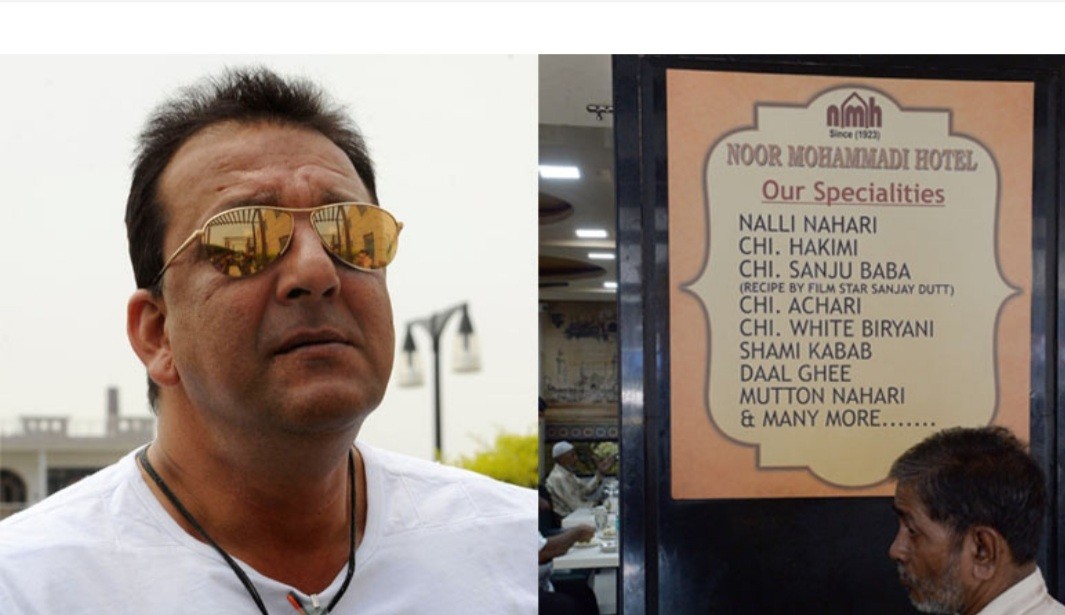 nmh
Since (1923)
NOOR MOHAMMADI HOTEL
Our Specialities
NALLI NAHARI
CHI. HAKIMI
CHI. SANJU BABA
(RECIPE BY FILM STAR SANJAY DUTT)
CHI. ACHARI
CHI. WHITE BIRYANI
SHAMI KABAB
DAAL GHEE
MUTTON NAHARI
& MANY MORE.......